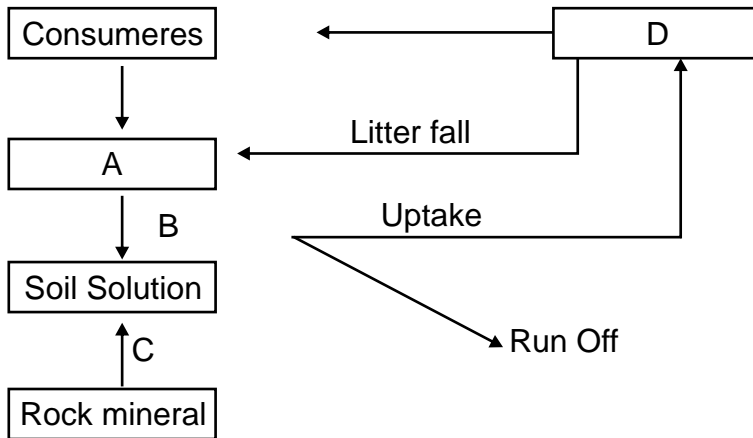 Consumeres
D
Litter fall
A
Uptake
B
Soil Solution
Run Off
C
Rock mineral